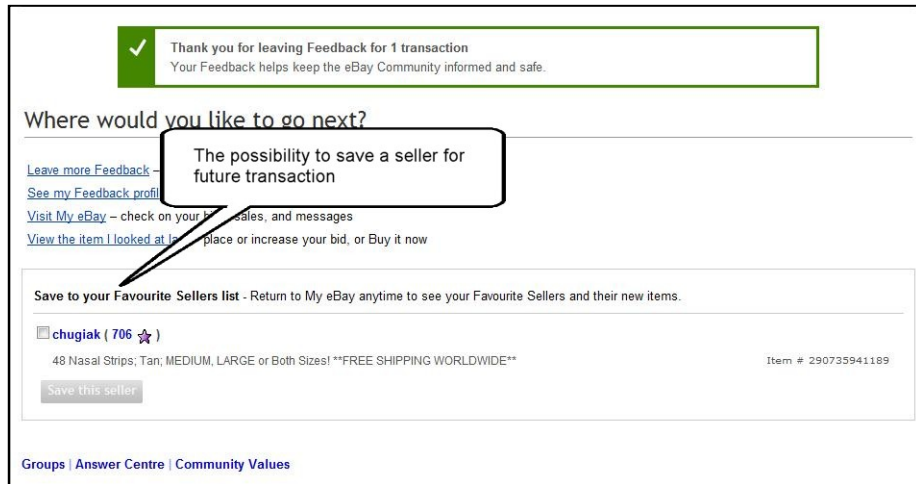 Thank you for leaving Feedback for 1 transaction
Your Feedback helps keep the eBay Community informed and safe.
Where would you like to go next?
The possibility to save a seller for
future transaction
Leave more Feedback –
See my Feedback profil
Visit My eBay – check on your sales, and messages
View the item I looked at place or increase your bid, or Buy it now
Save to your Favourite Sellers list - Return to My eBay anytime to see your Favourite Sellers and their new items.
chugiak ( 706 )
48 Nasal Strips; Tan; MEDIUM, LARGE or Both Sizes! **FREE SHIPPING WORLDWIDE** Item # 290735941189
Save this seller
Groups | Answer Centre | Community Values